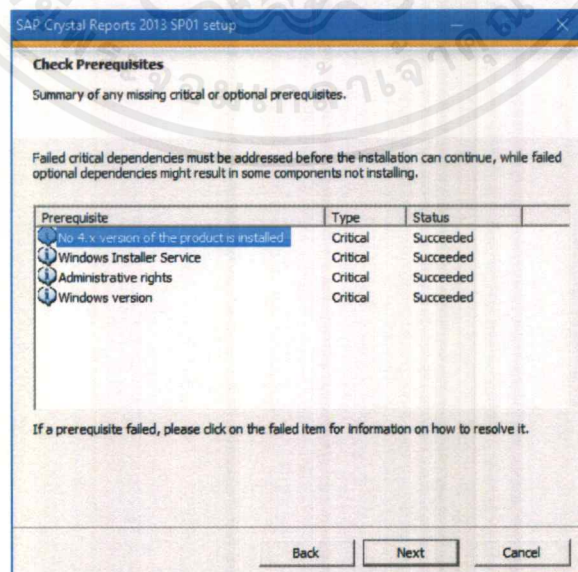 SAP Crystal Reports 2013 SP01 setup
Check Prerequisites
Summary of any missing critical or optional prerequisites.
Failed critical dependencies must be addressed before the installation can continue, while failed
optional dependencies might result in some components not installing.
Prerequisite Type Status
No 4.x version of the product is installed Critical Succeeded
Windows Installer Service Critical Succeeded
Administrative rights Critical Succeeded
Windows version Critical Succeeded
If a prerequisite failed, please click on the failed item for information on how to resolve it.
Back Next Cancel